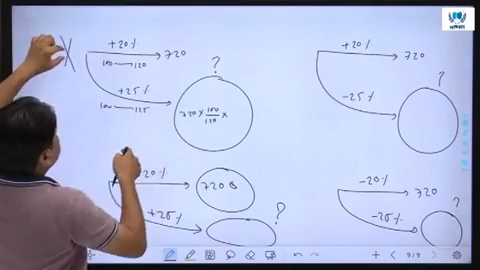 X +20% 720
100 → 120
?
+25%
100 → 125
720 × 100/120 ×
+20% 720
?
-25%
20% 720 B
+25%
?
-20% 720
?
-25%
9/9